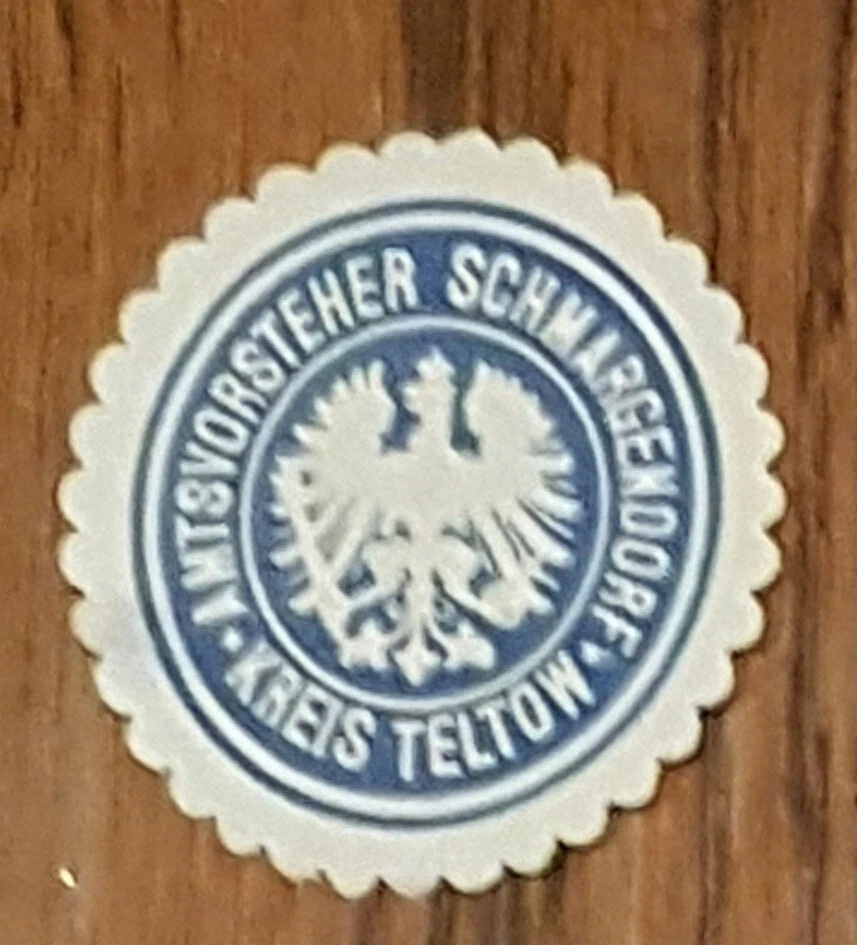 AMTSVORSTEHER SCHMARGENDORF
KREIS TELTOW